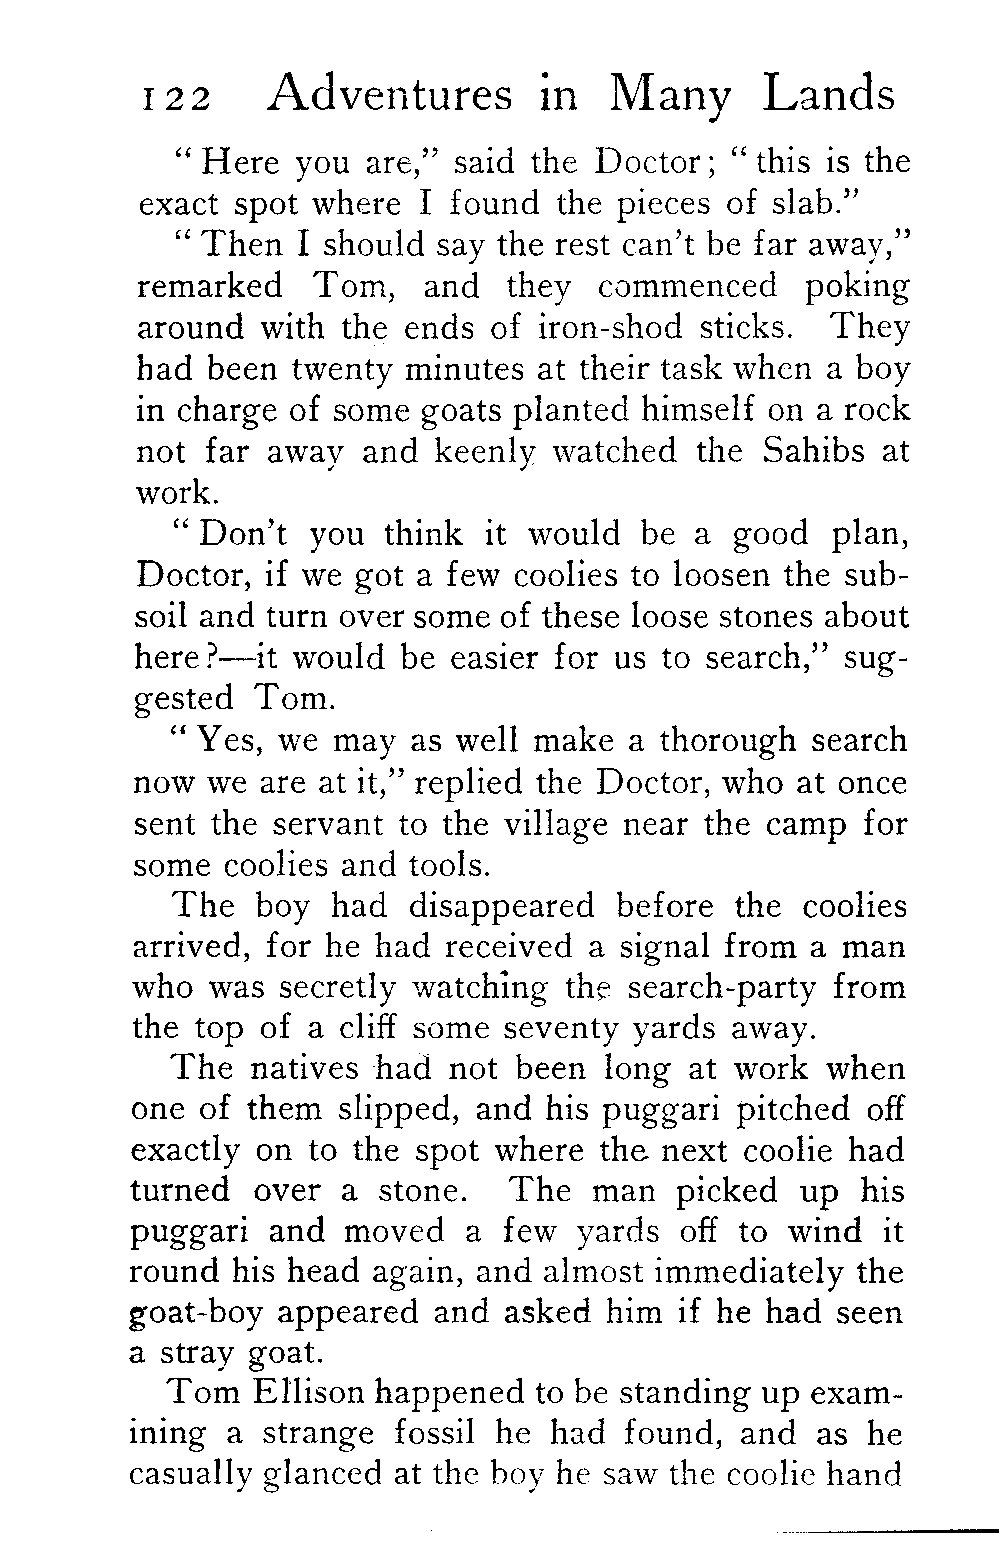 122 Adventures in Many Lands
“Here you are,” said the Doctor; “this is the
exact spot where I found the pieces of slab.”
“Then I should say the rest can’t be far away,”
remarked Tom, and they commenced poking
around with the ends of iron-shod sticks. They
had been twenty minutes at their task when a boy
in charge of some goats planted himself on a rock
not far away and keenly watched the Sahibs at
work.
“Don’t you think it would be a good plan,
Doctor, if we got a few coolies to loosen the sub-
soil and turn over some of these loose stones about
here?—it would be easier for us to search,” sug-
gested Tom.
“Yes, we may as well make a thorough search
now we are at it,” replied the Doctor, who at once
sent the servant to the village near the camp for
some coolies and tools.
The boy had disappeared before the coolies
arrived, for he had received a signal from a man
who was secretly watching the search-party from
the top of a cliff some seventy yards away.
The natives had not been long at work when
one of them slipped, and his puggari pitched off
exactly on to the spot where the next coolie had
turned over a stone. The man picked up his
puggari and moved a few yards off to wind it
round his head again, and almost immediately the
goat-boy appeared and asked him if he had seen
a stray goat.
Tom Ellison happened to be standing up exam-
ining a strange fossil he had found, and as he
casually glanced at the boy he saw the coolie hand